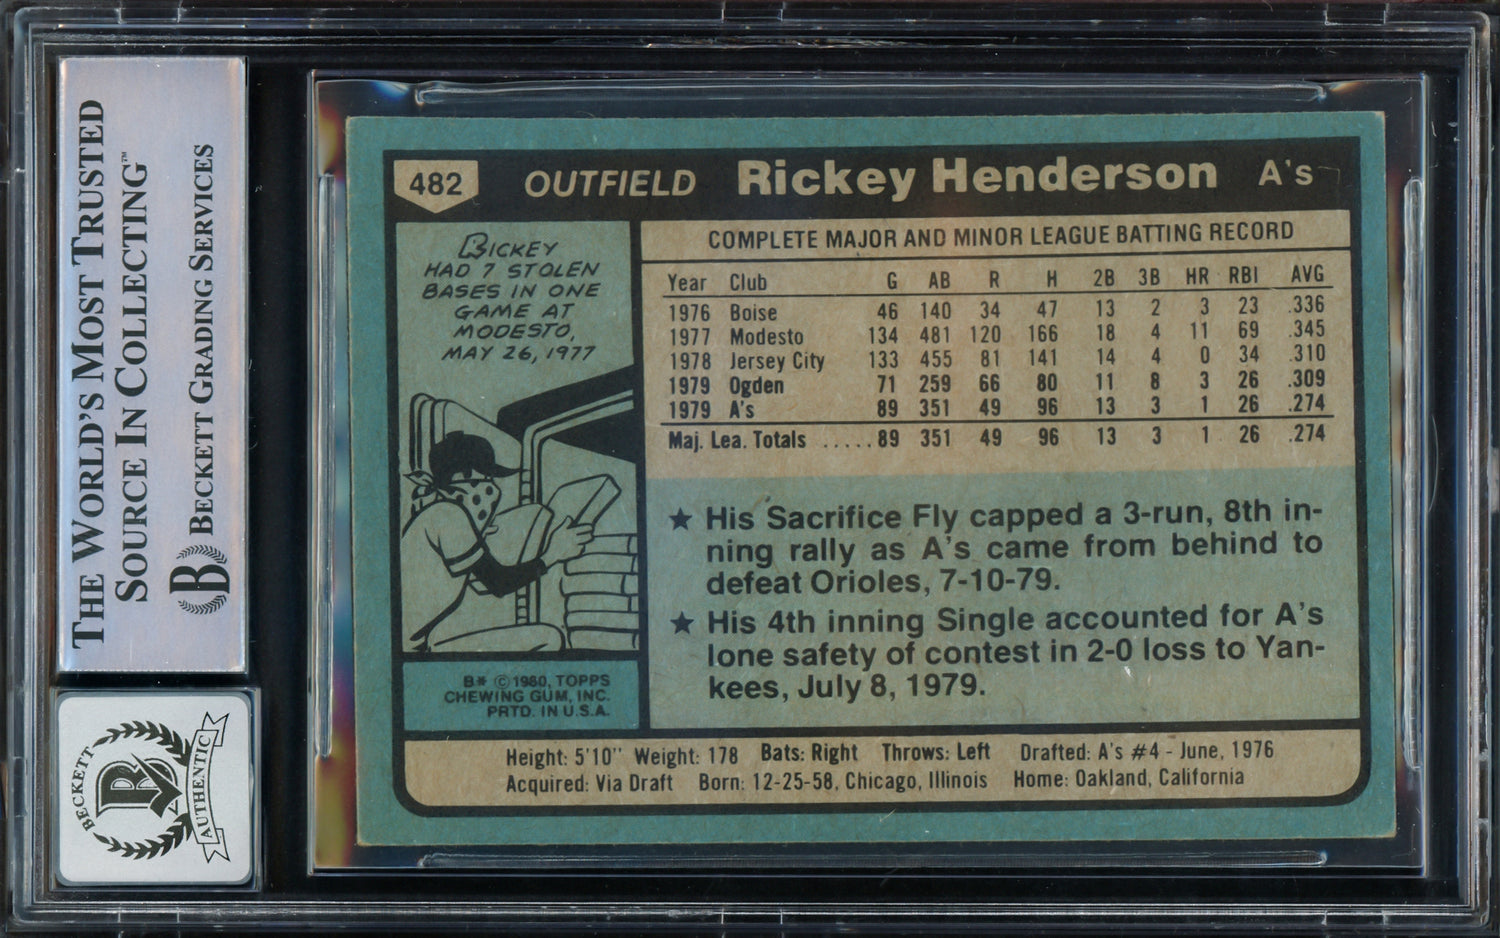 THE WORLD'S MOST TRUSTED
SOURCE IN COLLECTING™
BECKETT GRADING SERVICES
B
BECKETT
B
AUTHENTIC
482 OUTFIELD Rickey Henderson A's
RICKEY
HAD 7 STOLEN
BASES IN ONE
GAME AT
MODESTO,
MAY 26, 1977
B* © 1980, TOPPS
CHEWING GUM, INC.
PRTD. IN U.S.A.
COMPLETE MAJOR AND MINOR LEAGUE BATTING RECORD
Year Club G AB R H 2B 3B HR RBI AVG
1976 Boise 46 140 34 47 13 2 3 23 .336
1977 Modesto 134 481 120 166 18 4 11 69 .345
1978 Jersey City 133 455 81 141 14 4 0 34 .310
1979 Ogden 71 259 66 80 11 8 3 26 .309
1979 A's 89 351 49 96 13 3 1 26 .274
Maj. Lea. Totals ..... 89 351 49 96 13 3 1 26 .274
★ His Sacrifice Fly capped a 3-run, 8th in-
ning rally as A's came from behind to
defeat Orioles, 7-10-79.
★ His 4th inning Single accounted for A's
lone safety of contest in 2-0 loss to Yan-
kees, July 8, 1979.
Height: 5'10" Weight: 178 Bats: Right Throws: Left Drafted: A's #4 - June, 1976
Acquired: Via Draft Born: 12-25-58, Chicago, Illinois Home: Oakland, California